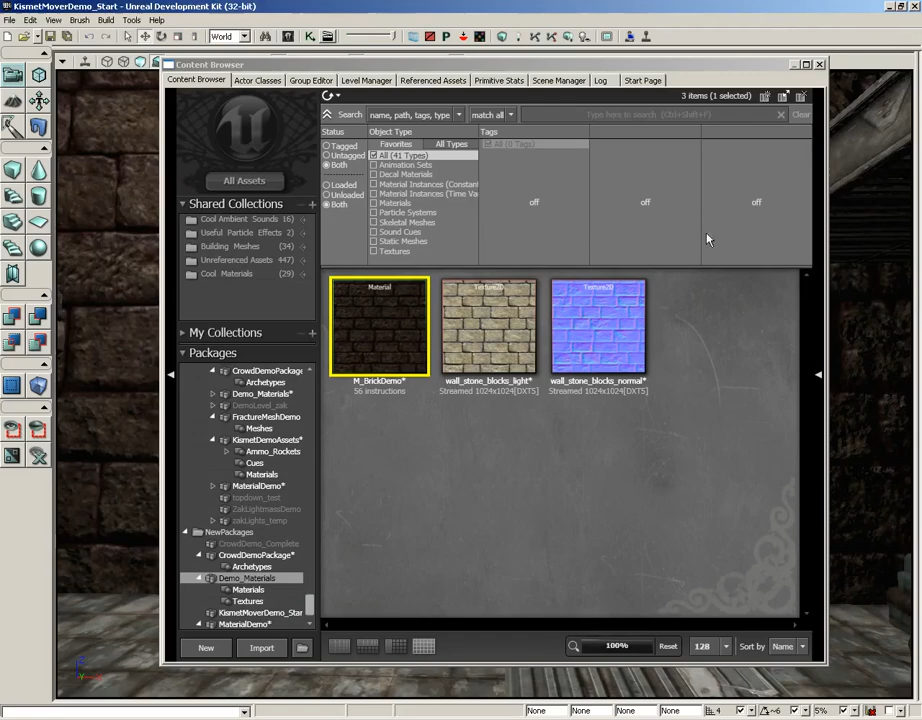 KismetMoverDemo_Start - Unreal Development Kit (32-bit)
File Edit View Brush Build Tools Help
World
Content Browser
Content Browser Actor Classes Group Editor Level Manager Referenced Assets Primitive Stats Scene Manager Log Start Page
3 items (1 selected)
Search name, path, tags, type match all Type here to search (Ctrl+Shift+F) Clear
Status Object Type Tags
Tagged
Untagged
Both
Loaded
Unloaded
Both
Favorites All Types
All (41 Types)
Animation Sets
Decal Materials
Material Instances (Constant
Material Instances (Time Va
Materials
Particle Systems
Skeletal Meshes
Sound Cues
Static Meshes
Textures
All (0 Tags)
off off off
All Assets
Shared Collections
Cool Ambient Sounds 16)
Useful Particle Effects 2)
Building Meshes (34)
Unreferenced Assets (447)
Cool Materials (29)
My Collections
Packages
CrowdDemoPackage
Archetypes
Demo_Materials*
DemoLevel_zak
FractureMeshDemo
Meshes
KismetDemoAssets*
Ammo_Rockets
Cues
Materials
MaterialDemo*
topdown_test
ZakLightmassDemo
zakLights_temp
NewPackages
CrowdDemo_Complete
CrowdDemoPackage*
Archetypes
Demo_Materials
Materials
Textures
KismetMoverDemo_Star
MaterialDemo*
New Import
Material
M_BrickDemo*
56 instructions
Texture2D
wall_stone_blocks_light*
Streamed 1024x1024[DXT5]
Texture2D
wall_stone_blocks_normal*
Streamed 1024x1024[DXT5]
100% Reset 128 Sort by Name
None None None None 4 ~6 5%